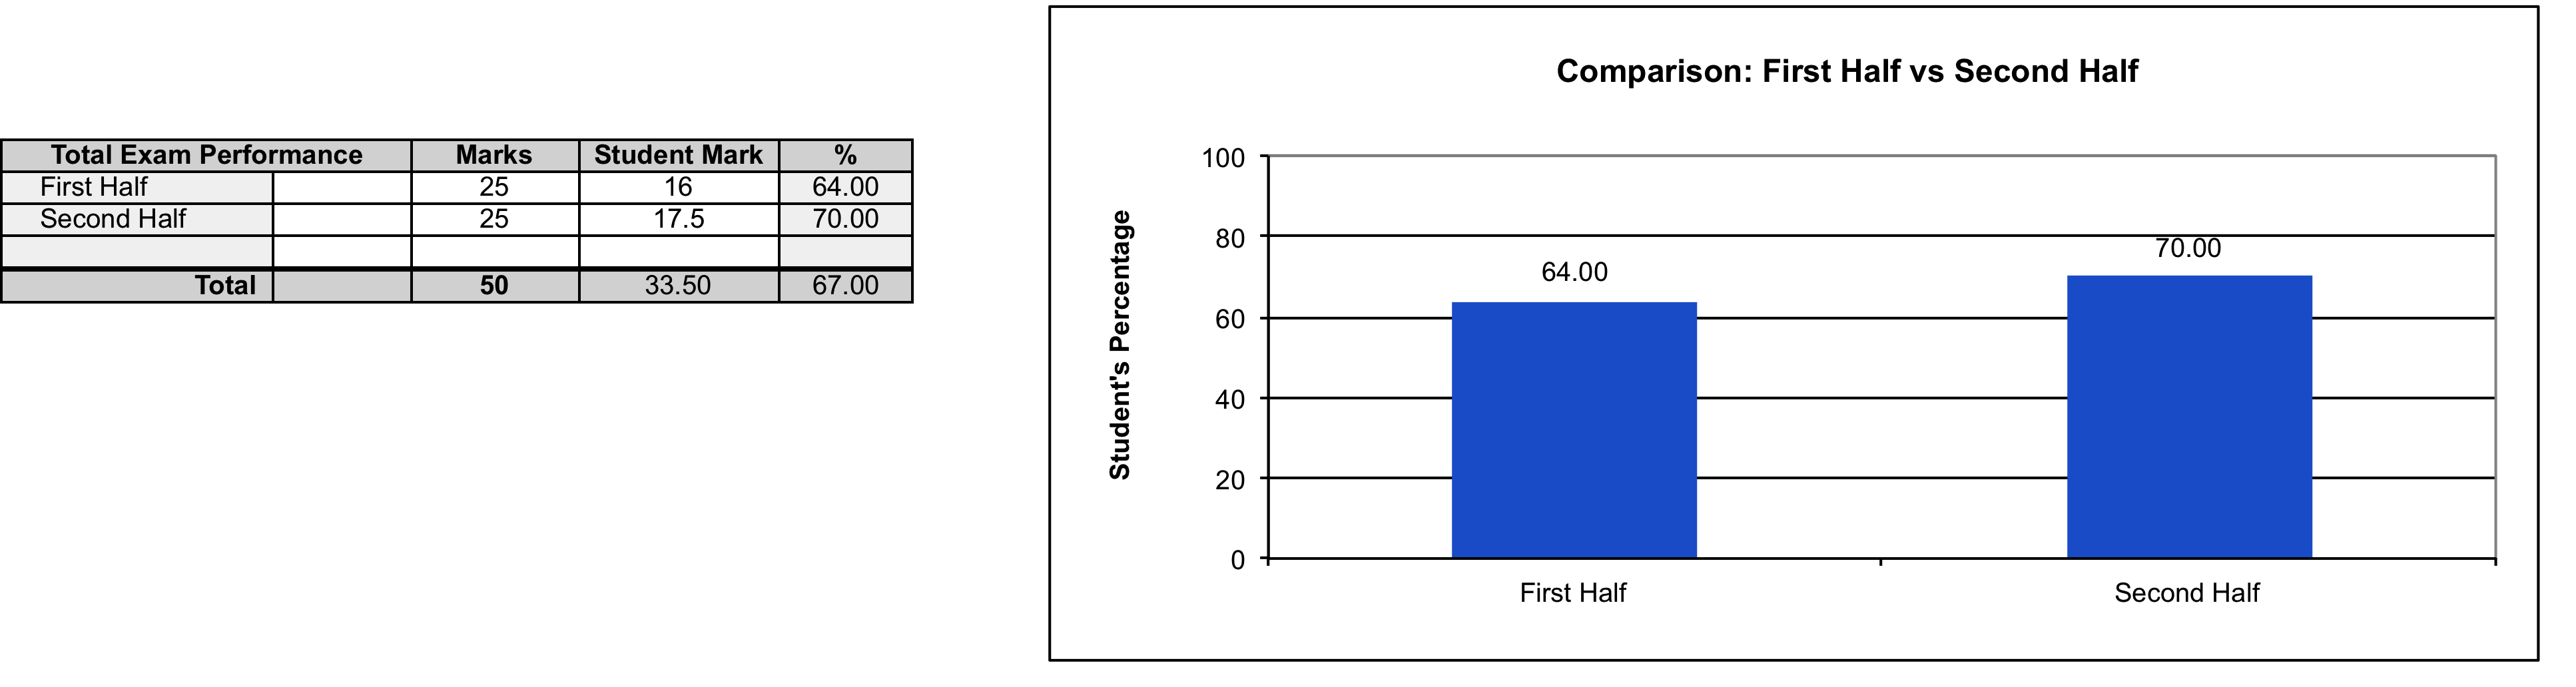 Total Exam Performance Marks Student Mark %
First Half 25 16 64.00
Second Half 25 17.5 70.00
Total 50 33.50 67.00
Comparison: First Half vs Second Half
Student's Percentage
100
80
60
40
20
0
64.00
70.00
First Half
Second Half